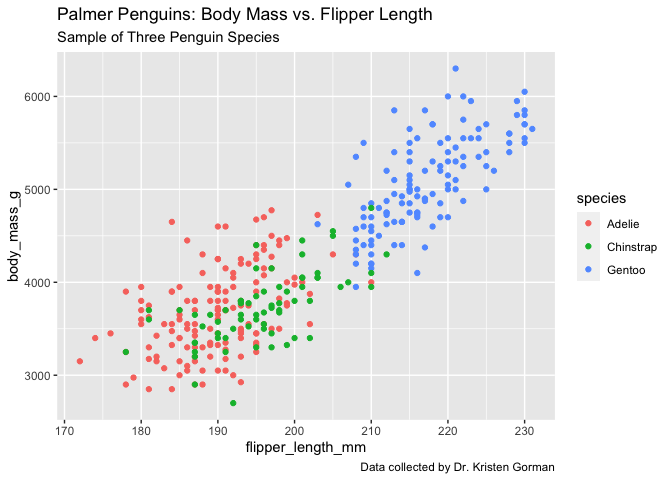 Palmer Penguins: Body Mass vs. Flipper Length
Sample of Three Penguin Species
6000
5000
4000
3000
body_mass_g
170 180 190 200 210 220 230
flipper_length_mm
species
Adelie
Chinstrap
Gentoo
Data collected by Dr. Kristen Gorman